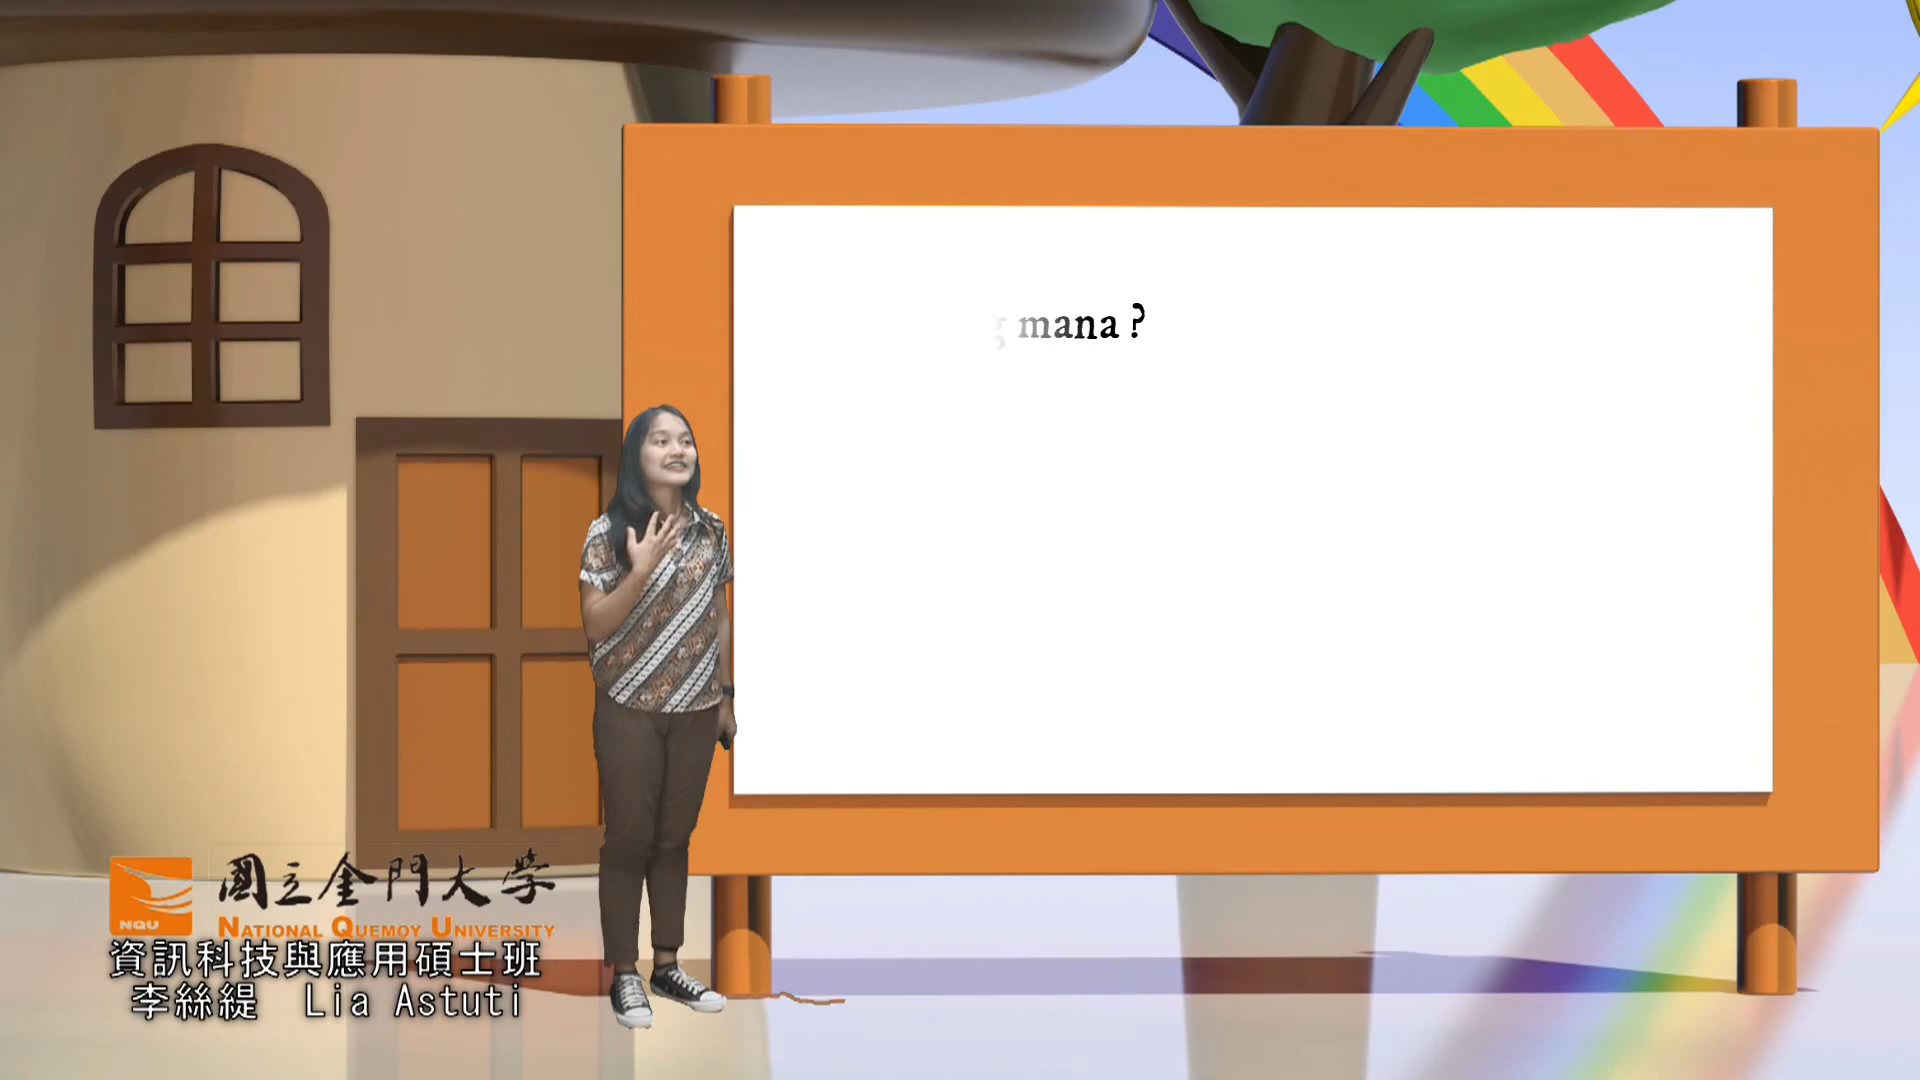 mana ?
NQU
國立金門大學
NATIONAL QUEMOY UNIVERSITY
資訊科技與應用碩士班
李絲緹 Lia Astuti